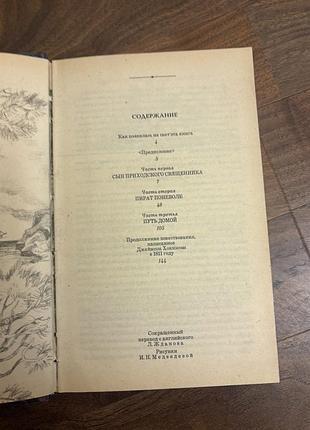 СОДЕРЖАНИЕ
Как появилась на свет эта книга
4
«Предисловие»
5
Часть первая
СЫН ПРИХОДСКОГО СВЯЩЕННИКА
7
Часть вторая
ПИРАТ ПОНЕВОЛЕ
48
Часть третья
ПУТЬ ДОМОЙ
105
Продолжение повествования,
написанное
Джеймсом Хокинсом
в 1811 году
144
Сокращенный
перевод с английского
Л. Жданова
Рисунки
И. Н. Медведевой